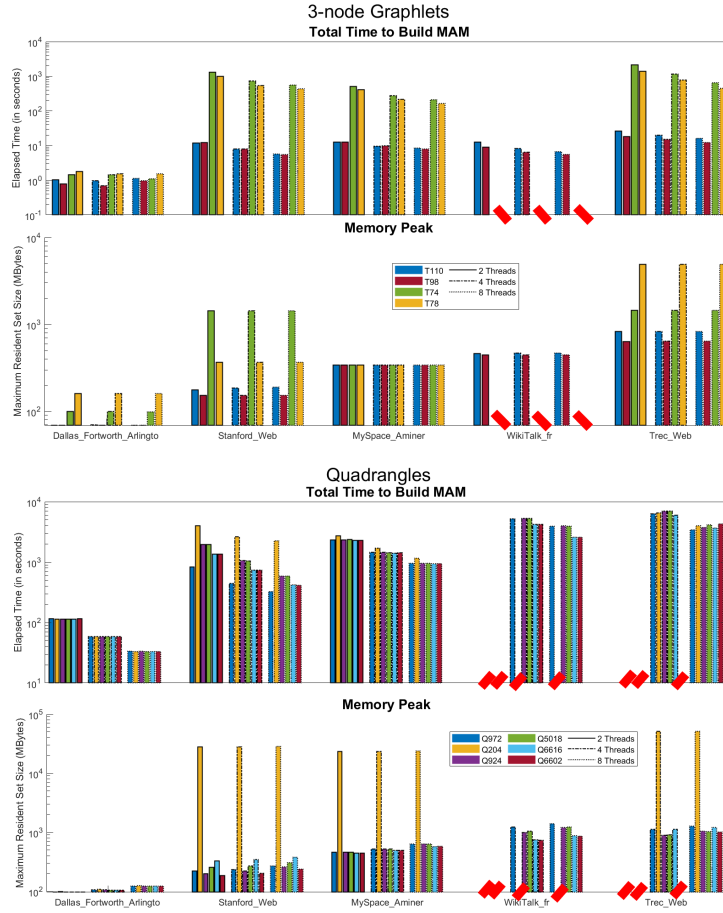 3-node Graphlets
Total Time to Build MAM
Elapsed Time (in seconds)
10^4
10^3
10^2
10^1
10^0
10^-1
Memory Peak
Maximum Resident Set Size (MBytes)
10^4
10^3
10^2
T110
T98
T74
T78
2 Threads
4 Threads
8 Threads
Dallas_Fortworth_Arlingto
Stanford_Web
MySpace_Aminer
WikiTalk_fr
Trec_Web
Quadrangles
Total Time to Build MAM
Elapsed Time (in seconds)
10^4
10^3
10^2
10^1
Memory Peak
Maximum Resident Set Size (MBytes)
10^5
10^4
10^3
10^2
Q972
Q204
Q924
Q5018
Q6616
Q6602
2 Threads
4 Threads
8 Threads
Dallas_Fortworth_Arlingto
Stanford_Web
MySpace_Aminer
WikiTalk_fr
Trec_Web